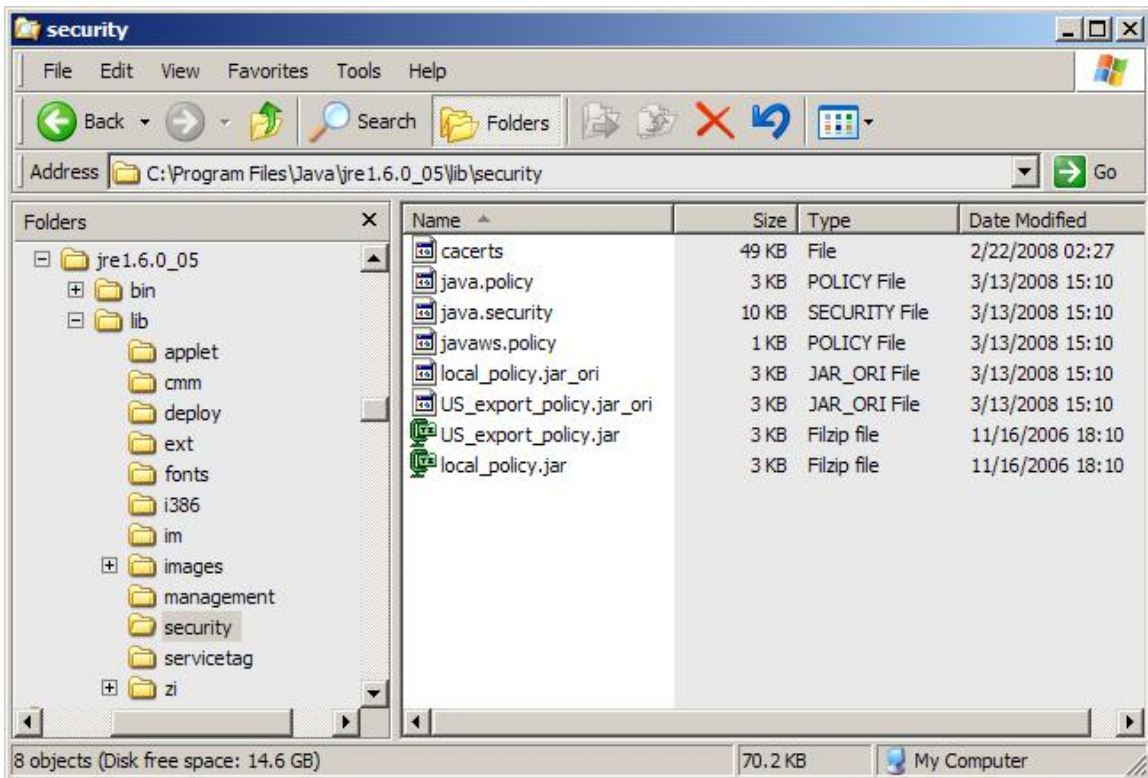 security
File Edit View Favorites Tools Help
Back Search Folders
Address C:\Program Files\Java\jre1.6.0_05\lib\security Go
Folders
jre1.6.0_05
bin
lib
applet
cmm
deploy
ext
fonts
i386
im
images
management
security
servicetag
zi
Name Size Type Date Modified
cacerts 49 KB File 2/22/2008 02:27
java.policy 3 KB POLICY File 3/13/2008 15:10
java.security 10 KB SECURITY File 3/13/2008 15:10
javaws.policy 1 KB POLICY File 3/13/2008 15:10
local_policy.jar_ori 3 KB JAR_ORI File 3/13/2008 15:10
US_export_policy.jar_ori 3 KB JAR_ORI File 3/13/2008 15:10
US_export_policy.jar 3 KB Filzip file 11/16/2006 18:10
local_policy.jar 3 KB Filzip file 11/16/2006 18:10
8 objects (Disk free space: 14.6 GB) 70.2 KB My Computer